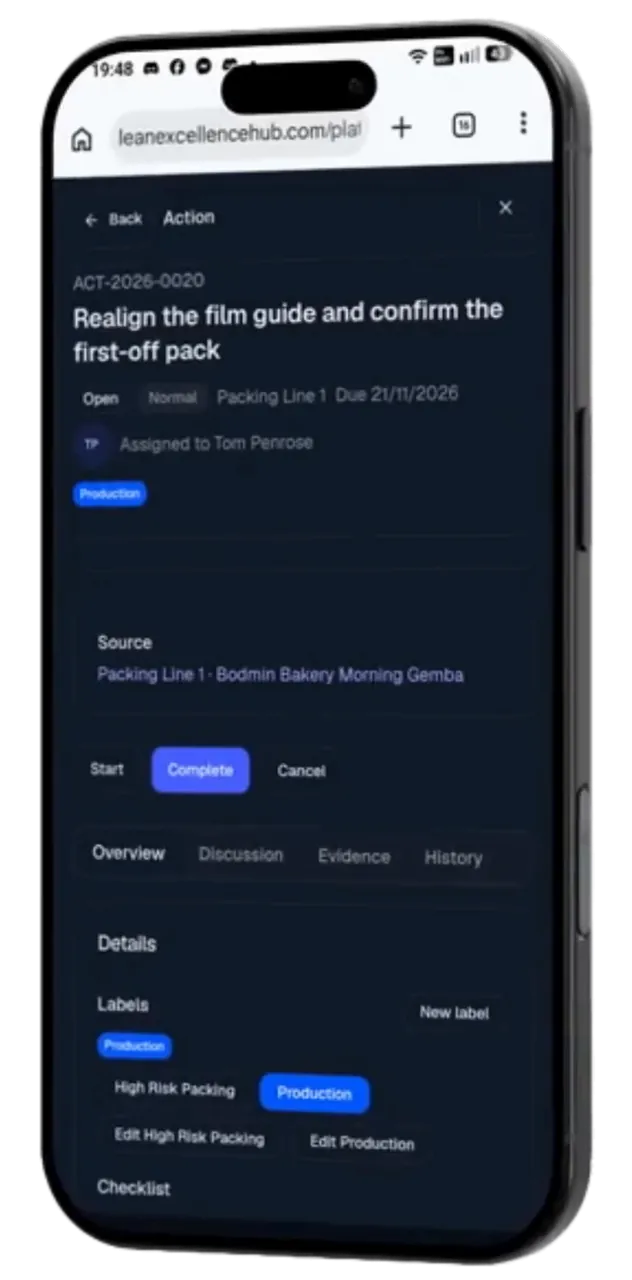 19:48
leanexcellencehub.com/plat
16
← Back Action
ACT-2026-0020
Realign the film guide and confirm the
first-off pack
Open Normal Packing Line 1 Due 21/11/2026
TP Assigned to Tom Penrose
Production
Source
Packing Line 1 · Bodmin Bakery Morning Gemba
Start Complete Cancel
Overview Discussion Evidence History
Details
Labels New label
Production
High Risk Packing Production
Edit High Risk Packing Edit Production
Checklist